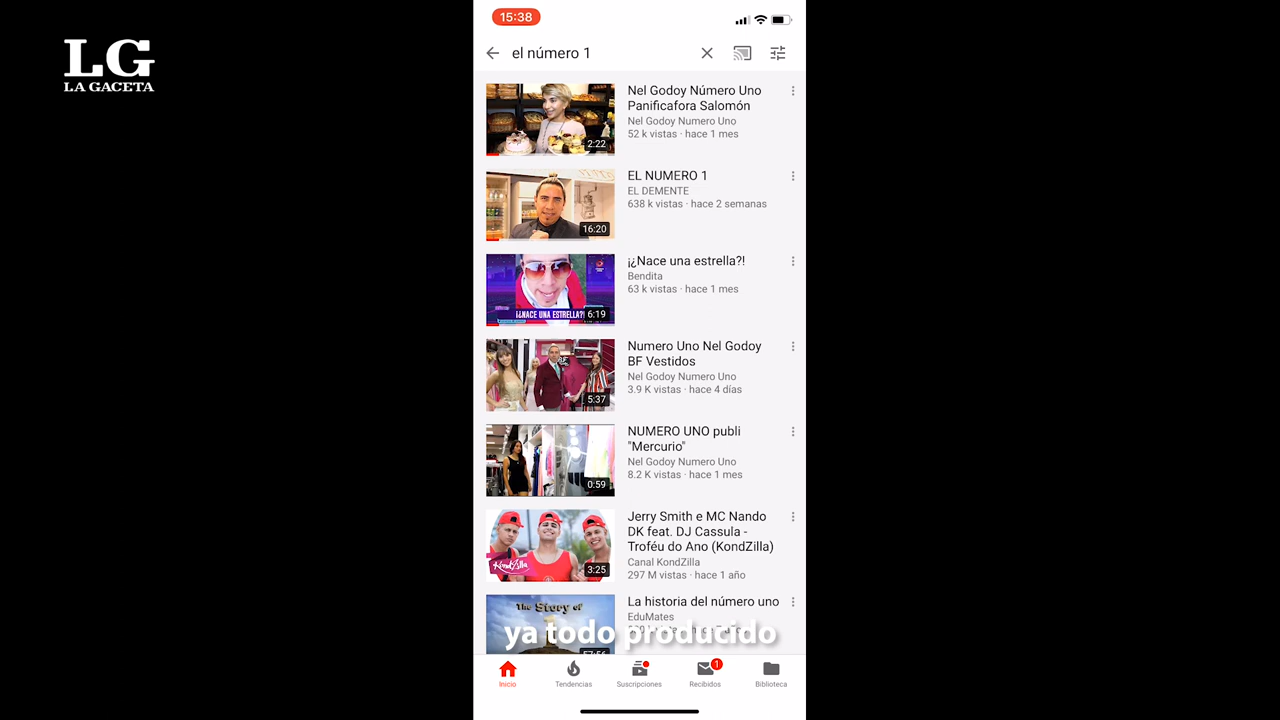 LG
LA GACETA
15:38
el número 1
Nel Godoy Número Uno
Panificafora Salomón
Nel Godoy Numero Uno
52 k vistas · hace 1 mes
2:22
EL NUMERO 1
EL DEMENTE
638 k vistas · hace 2 semanas
16:20
¡¿Nace una estrella?!
Bendita
63 k vistas · hace 1 mes
¡¿NACE UNA ESTRELLA?!
6:19
Numero Uno Nel Godoy
BF Vestidos
Nel Godoy Numero Uno
3.9 K vistas · hace 4 días
5:37
NUMERO UNO publi
"Mercurio"
Nel Godoy Numero Uno
8.2 K vistas · hace 1 mes
0:59
Jerry Smith e MC Nando
DK feat. DJ Cassula -
Troféu do Ano (KondZilla)
Canal KondZilla
297 M vistas · hace 1 año
KondZilla
3:25
The Story of
La historia del número uno
EduMates
ya todo producido
Inicio
Tendencias
Suscripciones
1
Recibidos
Biblioteca